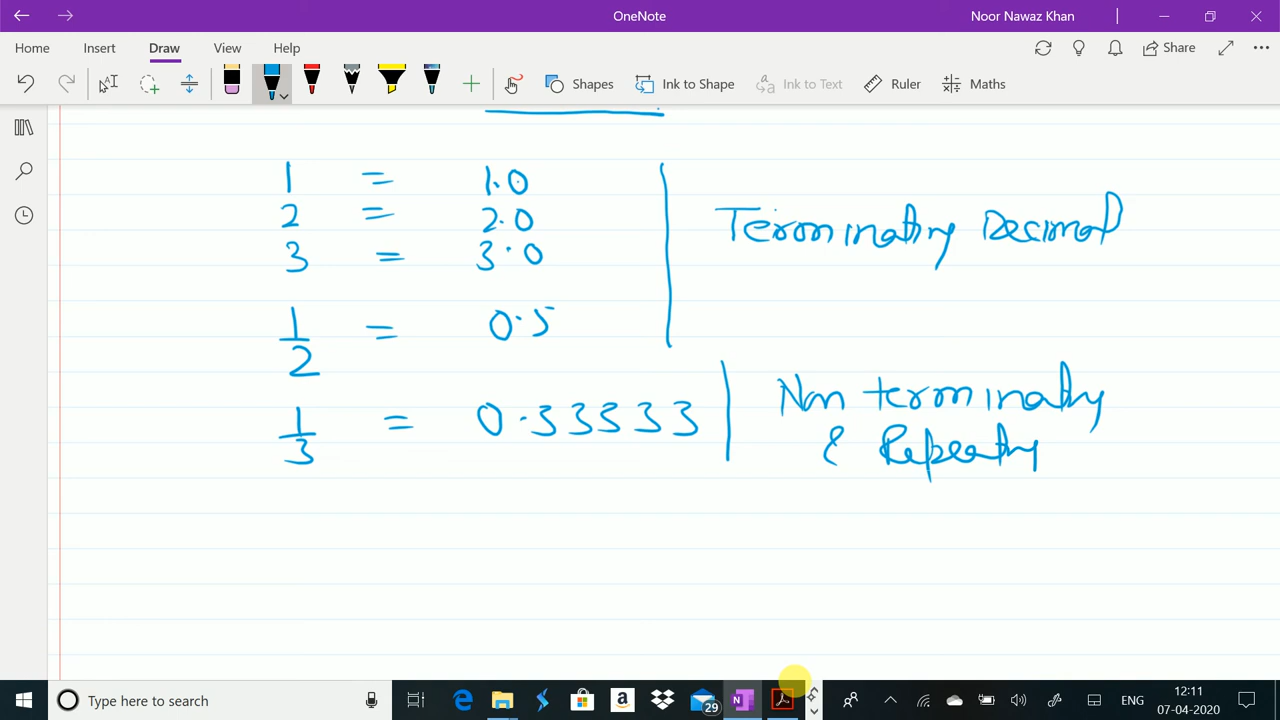 OneNote
Noor Nawaz Khan
Home Insert Draw View Help Share
Shapes Ink to Shape Ink to Text Ruler Maths
1 = 1.0
2 = 2.0
3 = 3.0
Terminating Decimal
1/2 = 0.5
1/3 = 0.33333
Non terminating
& Repeating
Type here to search
29
ENG
12:11
07-04-2020